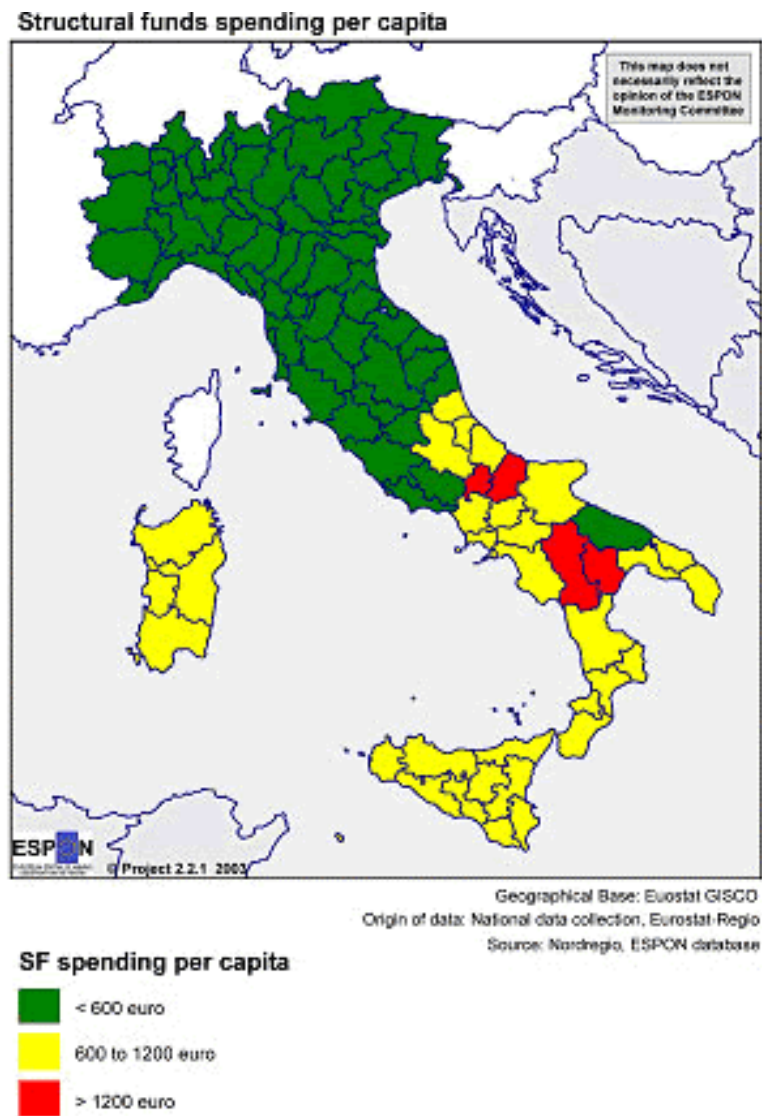 Structural funds spending per capita
This map does not
necessarily reflect the
opinion of the ESPON
Monitoring Committee
ESPON
© Project 2.2.1 2003
Geographical Base: Euostat GISCO
Origin of data: National data collection, Eurostat-Regio
Source: Nordregio, ESPON database
SF spending per capita
< 600 euro
600 to 1200 euro
> 1200 euro